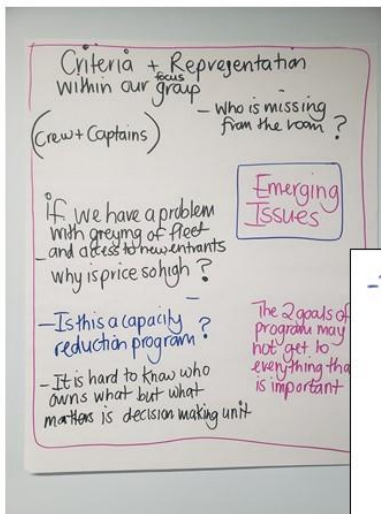 Criteria + Representation
within our focus group
- who is missing
from the room?
(Crew + Captains)
Emerging
Issues
if we have a problem
with greying of fleet
- and access to new entrants
why is price so high?
- Is this a capacity
reduction program?
The 2 goals of
program may
not get to
everything tha
is important
- It is hard to know who
owns what but what
matters is decision making unit